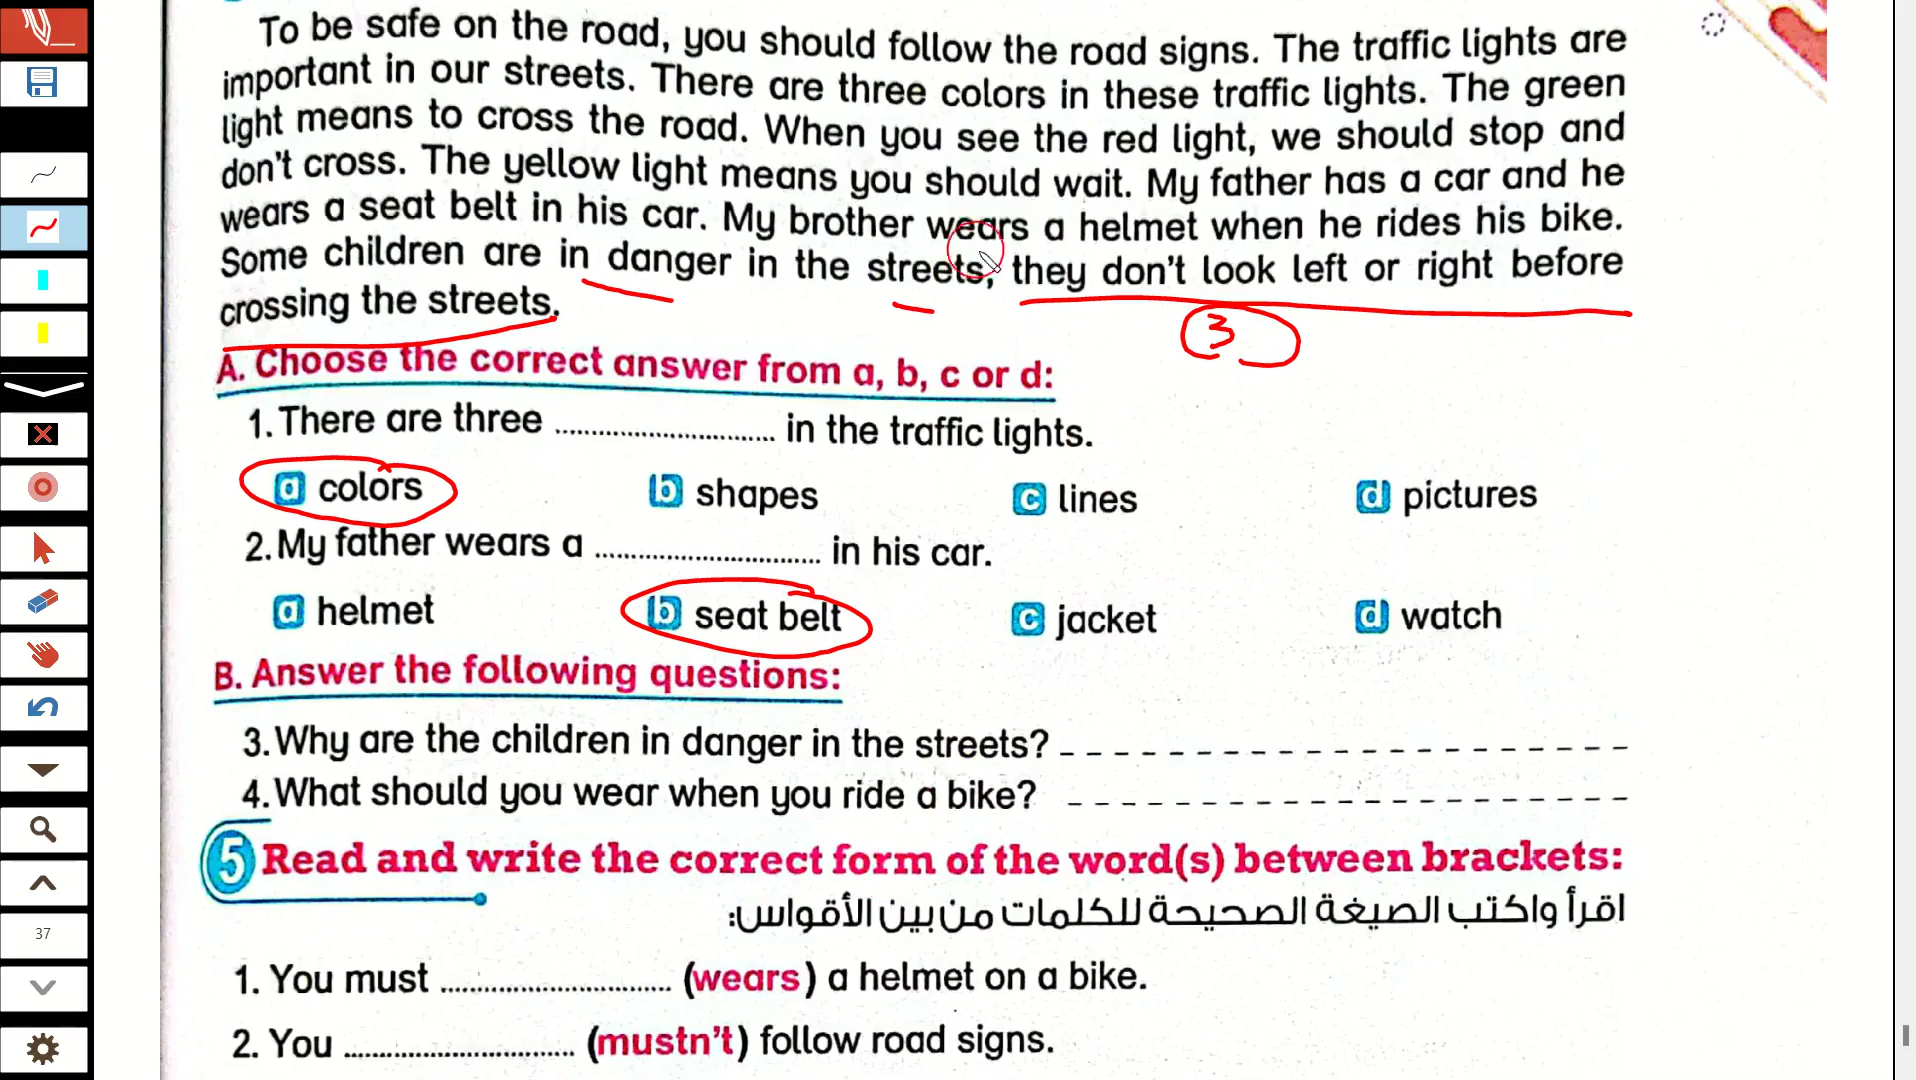 To be safe on the road, you should follow the road signs. The traffic lights are
important in our streets. There are three colors in these traffic lights. The green
light means to cross the road. When you see the red light, we should stop and
don't cross. The yellow light means you should wait. My father has a car and he
wears a seat belt in his car. My brother wears a helmet when he rides his bike.
Some children are in danger in the streets, they don't look left or right before
crossing the streets.
3
A. Choose the correct answer from a, b, c or d:
1. There are three ............................ in the traffic lights.
a colors b shapes c lines d pictures
2. My father wears a ............................ in his car.
a helmet b seat belt c jacket d watch
B. Answer the following questions:
3. Why are the children in danger in the streets? _ _ _ _ _ _ _ _ _ _ _ _ _ _ _ _ _ _ _ _ _
4. What should you wear when you ride a bike? _ _ _ _ _ _ _ _ _ _ _ _ _ _ _ _ _ _ _ _ _
5 Read and write the correct form of the word(s) between brackets:
اقرأ واكتب الصيغة الصحيحة للكلمات من بين الأقواس:
1. You must ............................. (wears) a helmet on a bike.
2. You ............................. (mustn't) follow road signs.
37